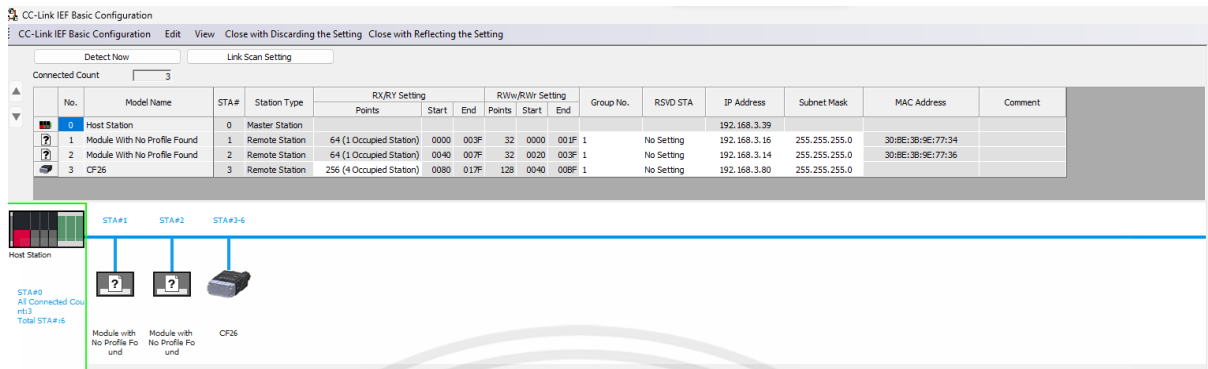 CC-Link IEF Basic Configuration
CC-Link IEF Basic Configuration Edit View Close with Discarding the Setting Close with Reflecting the Setting
Detect Now Link Scan Setting
Connected Count 3
No. Model Name STA# Station Type RX/RY Setting RWw/RWr Setting Group No. RSVD STA IP Address Subnet Mask MAC Address Comment
Points Start End Points Start End
0 Host Station 0 Master Station 192.168.3.39
? 1 Module With No Profile Found 1 Remote Station 64 (1 Occupied Station) 0000 003F 32 0000 001F 1 No Setting 192.168.3.16 255.255.255.0 30:BE:3B:9E:77:34
? 2 Module With No Profile Found 2 Remote Station 64 (1 Occupied Station) 0040 007F 32 0020 003F 1 No Setting 192.168.3.14 255.255.255.0 30:BE:3B:9E:77:36
3 CF26 3 Remote Station 256 (4 Occupied Station) 0080 017F 128 0040 00BF 1 No Setting 192.168.3.80 255.255.255.0
STA#1 STA#2 STA#3-6
Host Station
? ?
STA#0
All Connected Cou
nt:3
Total STA#:6
Module with Module with CF26
No Profile Fo No Profile Fo
und und